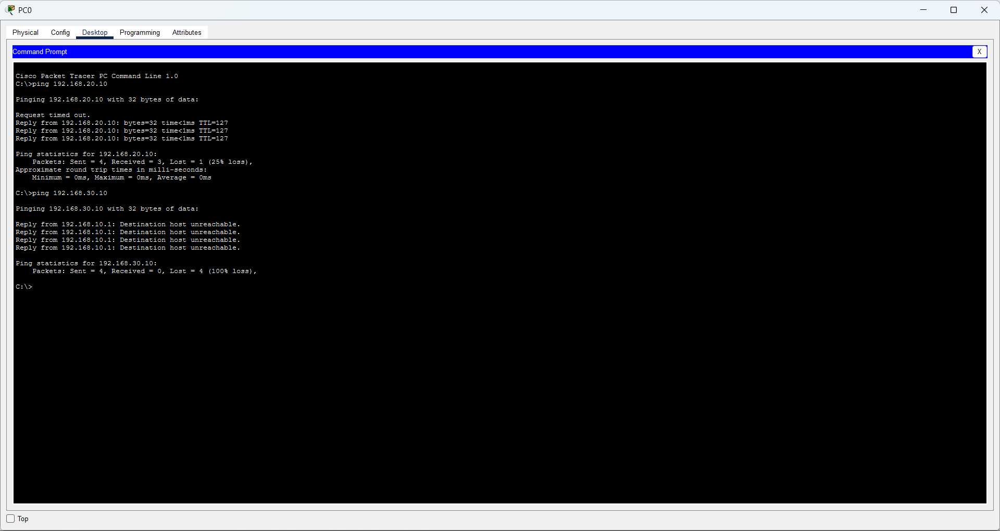 PC0
Physical Config Desktop Programming Attributes
Command Prompt X
Cisco Packet Tracer PC Command Line 1.0
C:\>ping 192.168.20.10
Pinging 192.168.20.10 with 32 bytes of data:
Request timed out.
Reply from 192.168.20.10: bytes=32 time<1ms TTL=127
Reply from 192.168.20.10: bytes=32 time<1ms TTL=127
Reply from 192.168.20.10: bytes=32 time<1ms TTL=127
Ping statistics for 192.168.20.10:
    Packets: Sent = 4, Received = 3, Lost = 1 (25% loss),
Approximate round trip times in milli-seconds:
    Minimum = 0ms, Maximum = 0ms, Average = 0ms
C:\>ping 192.168.30.10
Pinging 192.168.30.10 with 32 bytes of data:
Reply from 192.168.10.1: Destination host unreachable.
Reply from 192.168.10.1: Destination host unreachable.
Reply from 192.168.10.1: Destination host unreachable.
Reply from 192.168.10.1: Destination host unreachable.
Ping statistics for 192.168.30.10:
    Packets: Sent = 4, Received = 0, Lost = 4 (100% loss),
C:\>
Top